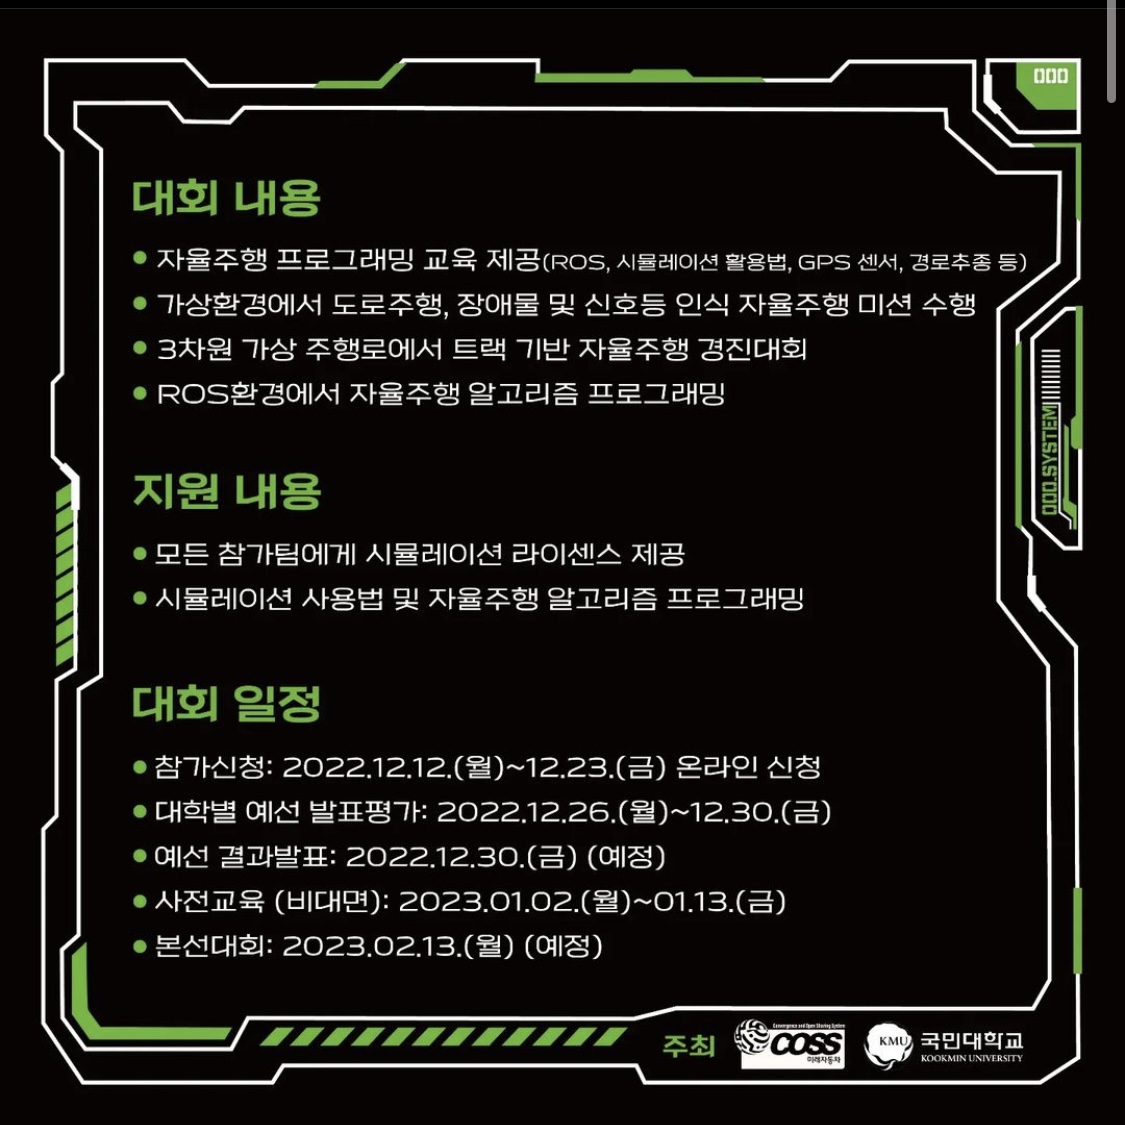 000
대회 내용
● 자율주행 프로그래밍 교육 제공(ROS, 시뮬레이션 활용법, GPS 센서, 경로추종 등)
● 가상환경에서 도로주행, 장애물 및 신호등 인식 자율주행 미션 수행
● 3차원 가상 주행로에서 트랙 기반 자율주행 경진대회
● ROS환경에서 자율주행 알고리즘 프로그래밍
000.SYSTEM
지원 내용
● 모든 참가팀에게 시뮬레이션 라이센스 제공
● 시뮬레이션 사용법 및 자율주행 알고리즘 프로그래밍
대회 일정
● 참가신청: 2022.12.12.(월)~12.23.(금) 온라인 신청
● 대학별 예선 발표평가: 2022.12.26.(월)~12.30.(금)
● 예선 결과발표: 2022.12.30.(금) (예정)
● 사전교육 (비대면): 2023.01.02.(월)~01.13.(금)
● 본선대회: 2023.02.13.(월) (예정)
주최
Convergence and Open Sharing System
COSS
미래자동차
KMU
국민대학교
KOOKMIN UNIVERSITY